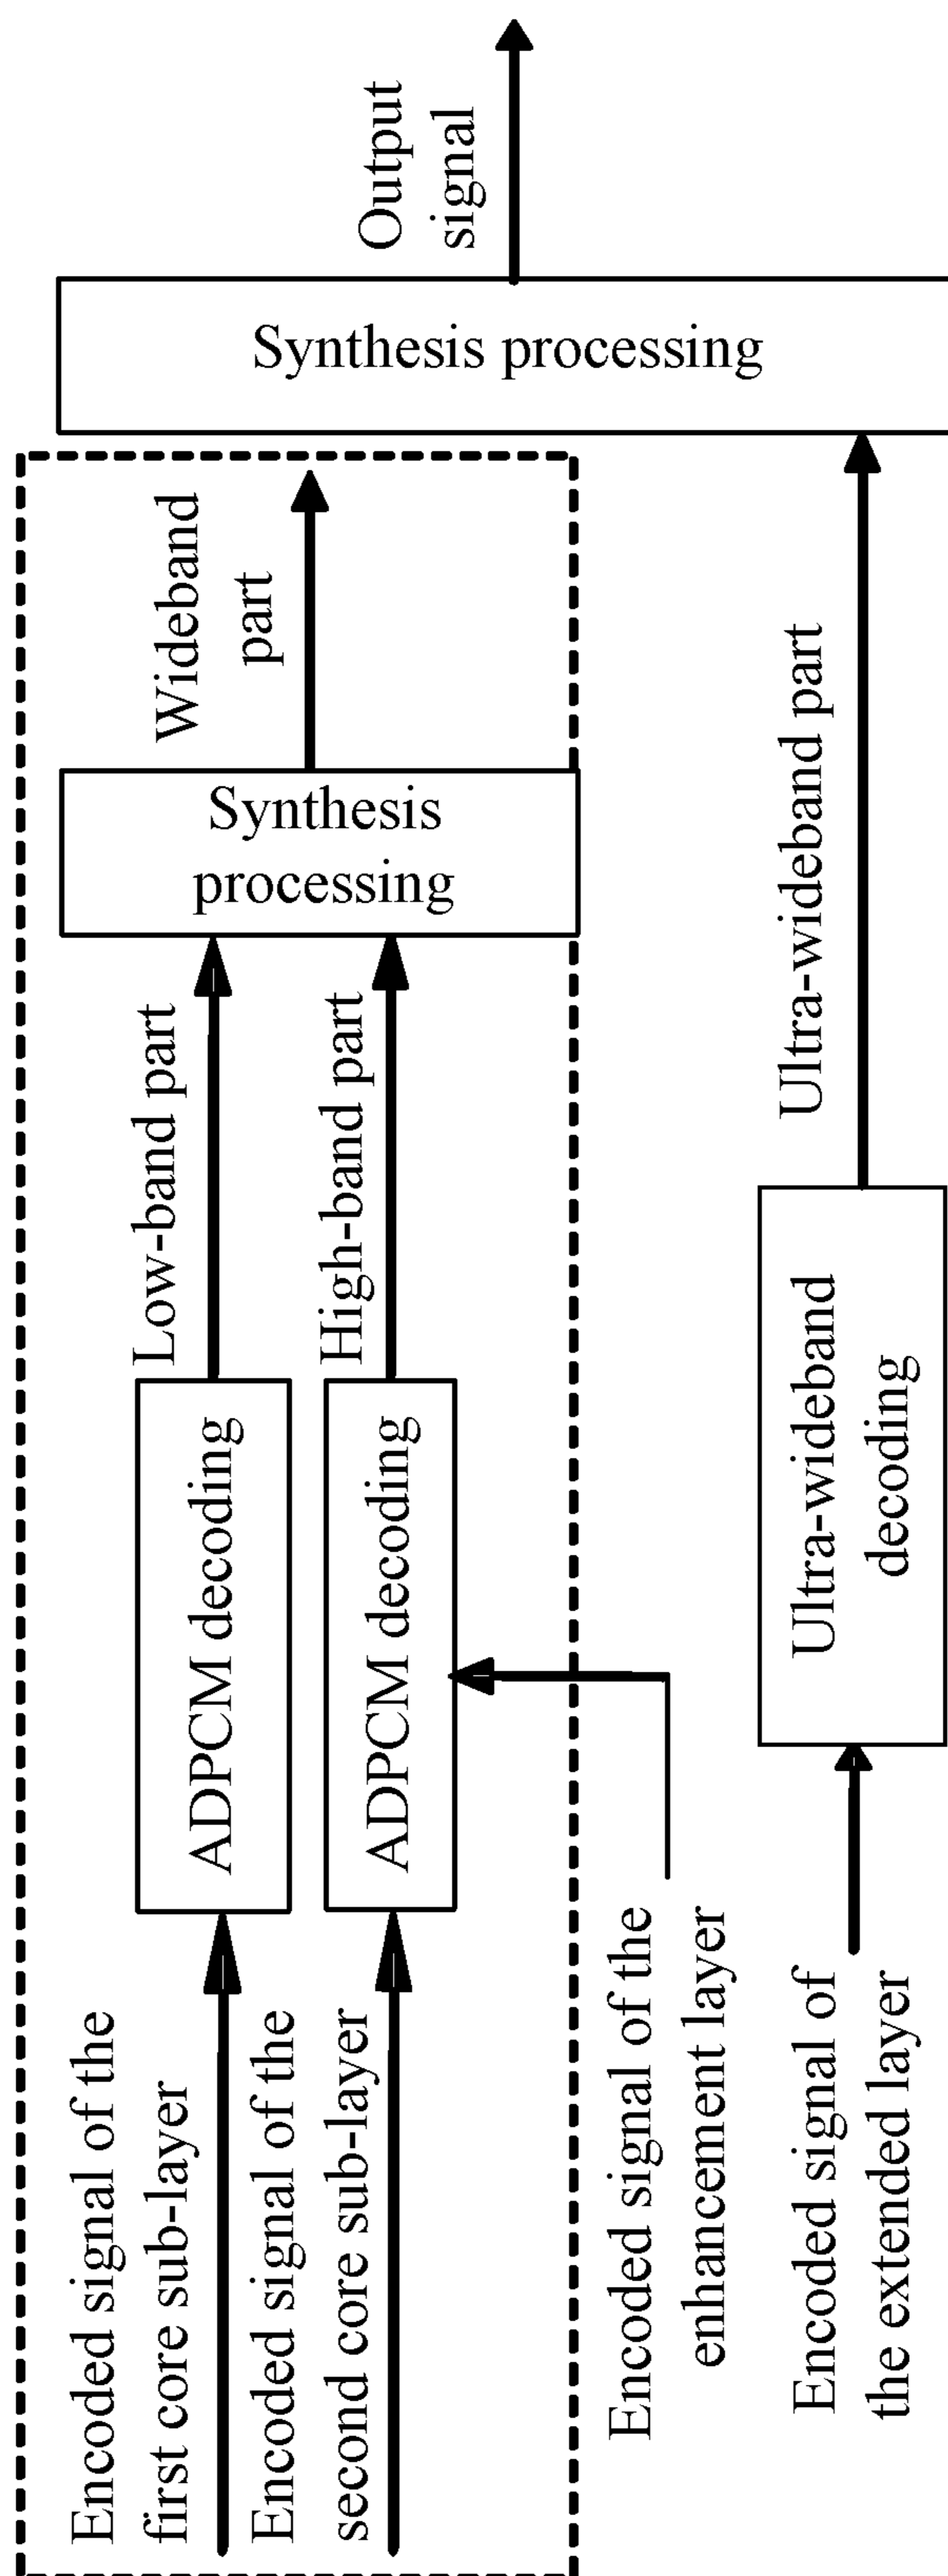 Encoded signal of the
first core sub-layer
Encoded signal of the
second core sub-layer
Encoded signal of the
enhancement layer
Encoded signal of
the extended layer
ADPCM decoding
ADPCM decoding
Ultra-wideband
decoding
Low-band part
High-band part
Ultra-wideband part
Synthesis
processing
Wideband
part
Synthesis processing
Output
signal